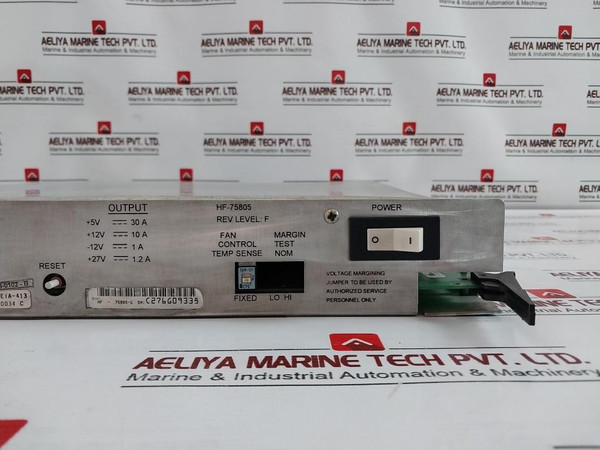 AELIYA MARINE TECH PVT. LTD.
Marine & Industrial Automation & Machinery
OUTPUT
+5V 30 A
+12V 10 A
-12V 1 A
+27V 1.2 A
HF-75805
REV LEVEL: F
FAN CONTROL TEMP SENSE
MARGIN TEST NOM
FIXED LO HI
POWER
O I
VOLTAGE MARGINING
JUMPER TO BE USED BY
AUTHORIZED SERVICE
PERSONNEL ONLY
RESET
EIA-413
0034 C
C276G09335
AELIYA MARINE TECH PVT. LTD.
Marine & Industrial Automation & Machinery